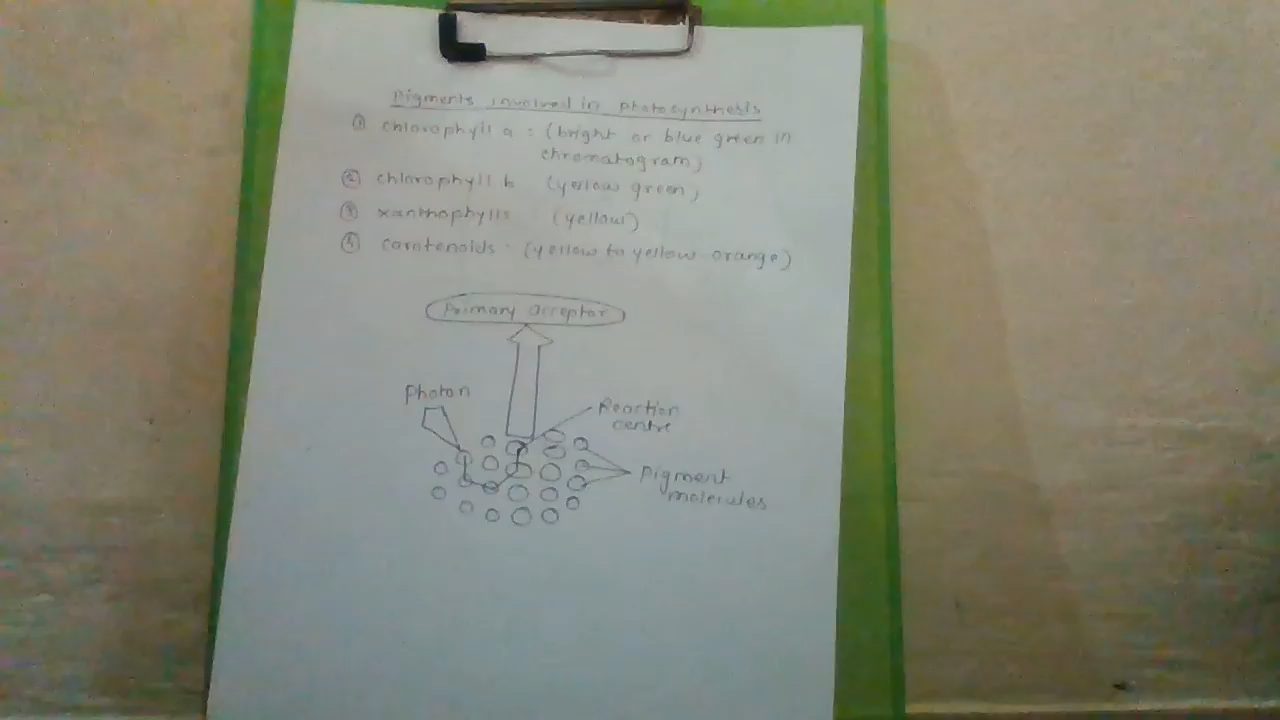 Pigments involved in photosynthesis
① chlorophyll a : (bright or blue green in
chromatogram)
② chlorophyll b (yellow green)
③ xanthophylls (yellow)
④ carotenoids : (yellow to yellow-orange)
Primary acceptor
Photon
Reaction
centre
Pigment
molecules